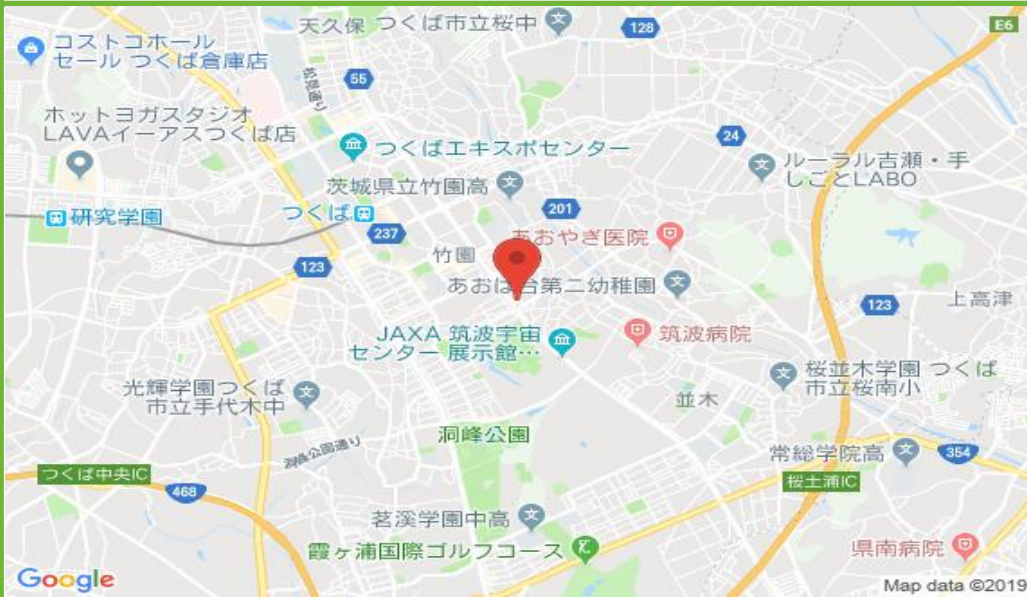 天久保
つくば市立桜中
128
E6
コストコホール
セール つくば倉庫店
55
ホットヨガスタジオ
LAVAイーアスつくば店
24
つくばエキスポセンター
ルーラル吉瀬・手
しごとLABO
茨城県立竹園高
201
研究学園
つくば
237
あおやぎ医院
竹園
123
あおば台第二幼稚園
123
上高津
JAXA 筑波宇宙
センター 展示館…
筑波病院
光輝学園つくば
市立手代木中
桜並木学園 つくば
市立桜南小
並木
洞峰公園
洞峰公園通り
常総学院高
354
つくば中央IC
468
桜土浦IC
茗溪学園中高
霞ヶ浦国際ゴルフコース
県南病院
Google
Map data ©2019